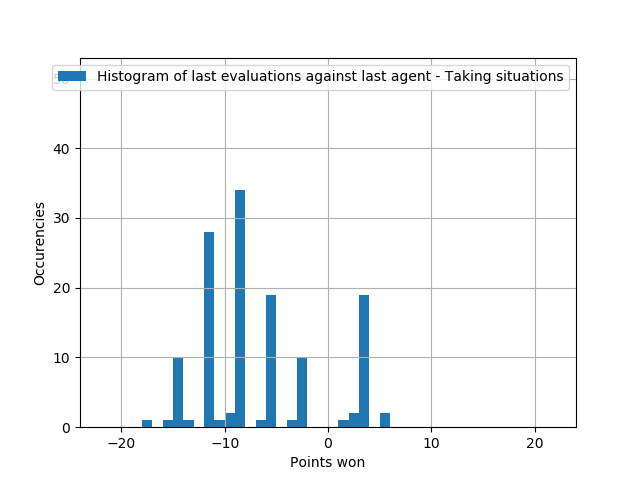 Histogram of last evaluations against last agent - Taking situations
50
40
30
20
10
0
Occurencies
−20 −10 0 10 20
Points won